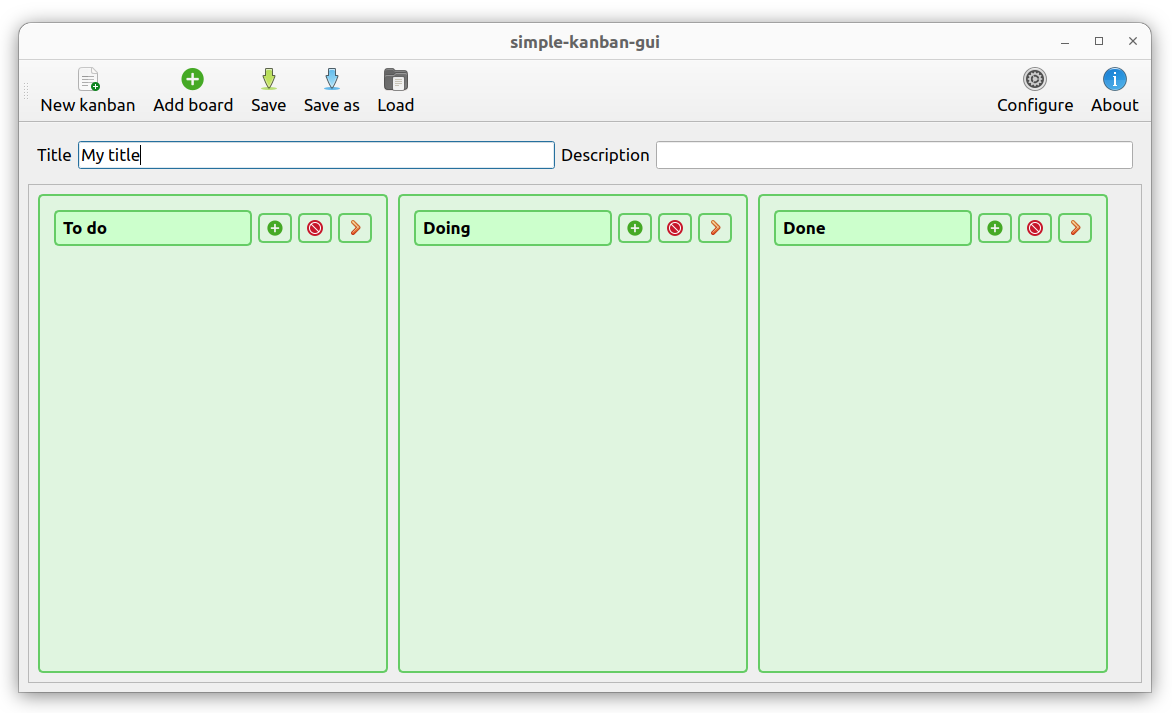 simple-kanban-gui
New kanban Add board Save Save as Load Configure About
Title My title Description
To do Doing Done